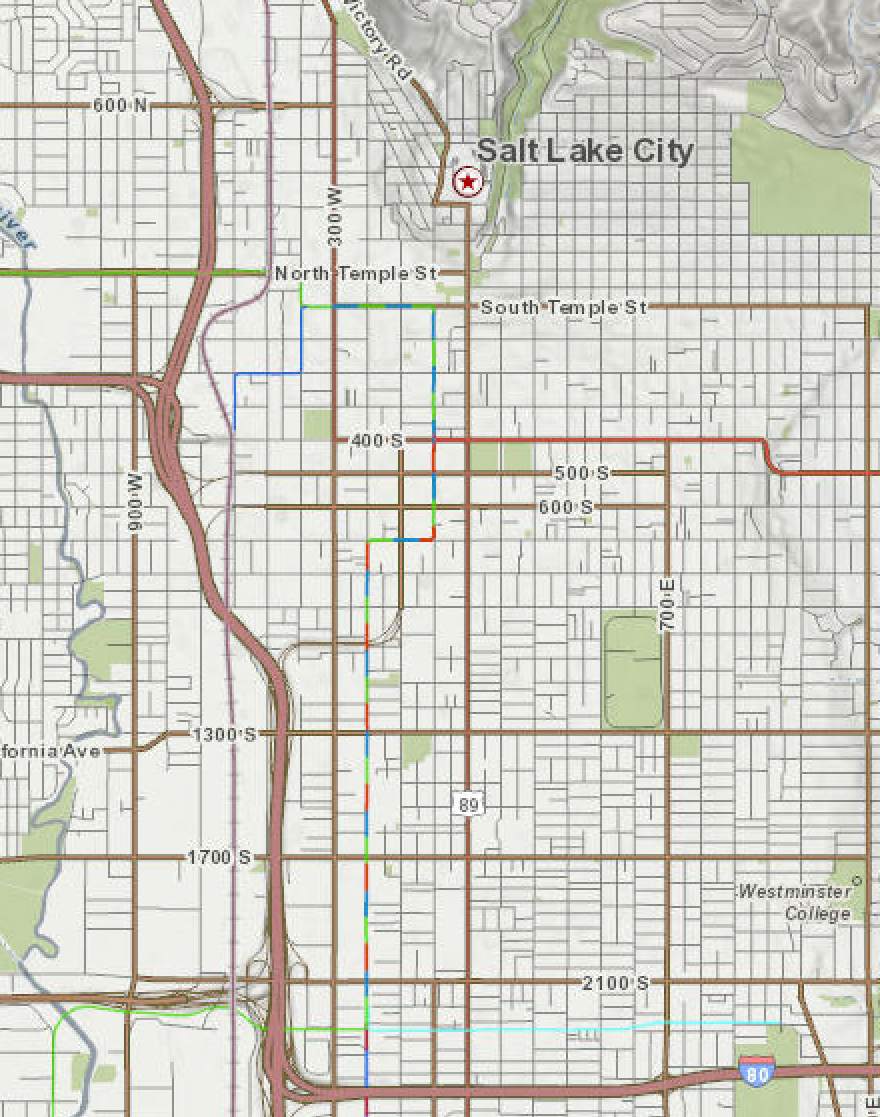 Victory Rd
600 N
Salt Lake City
300 W
iver
North Temple St
South Temple St
400 S
500 S
900 W
600 S
700 E
1300 S
fornia Ave
89
1700 S
Westminster
College
2100 S
80
E